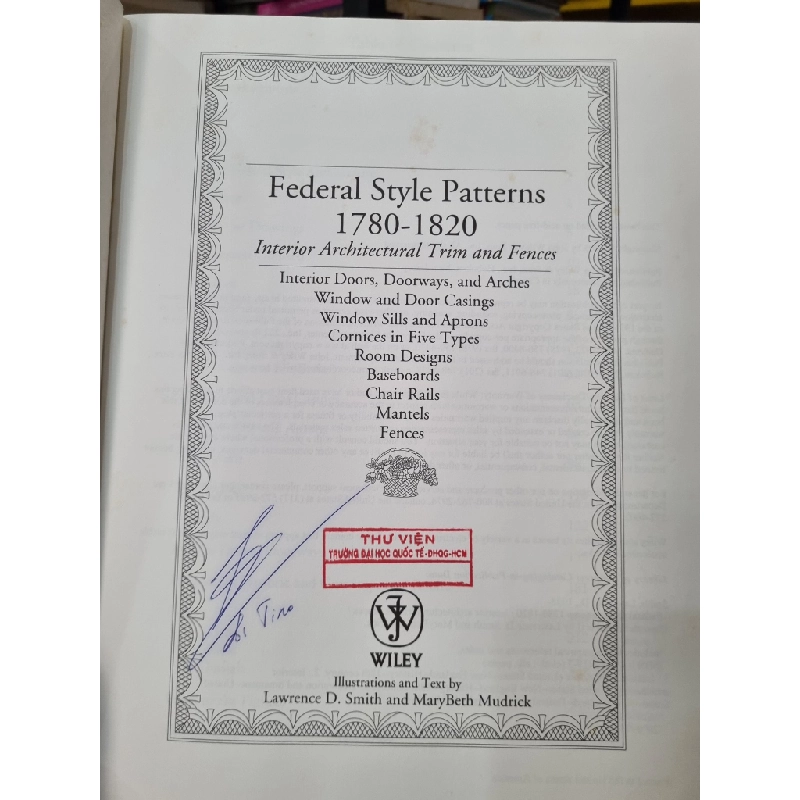 Federal Style Patterns
1780-1820
Interior Architectural Trim and Fences
Interior Doors, Doorways, and Arches
Window and Door Casings
Window Sills and Aprons
Cornices in Five Types
Room Designs
Baseboards
Chair Rails
Mantels
Fences
THƯ VIỆN
TRƯỜNG ĐẠI HỌC QUỐC TẾ-ĐHQG-HCM
WILEY
Illustrations and Text by
Lawrence D. Smith and MaryBeth Mudrick